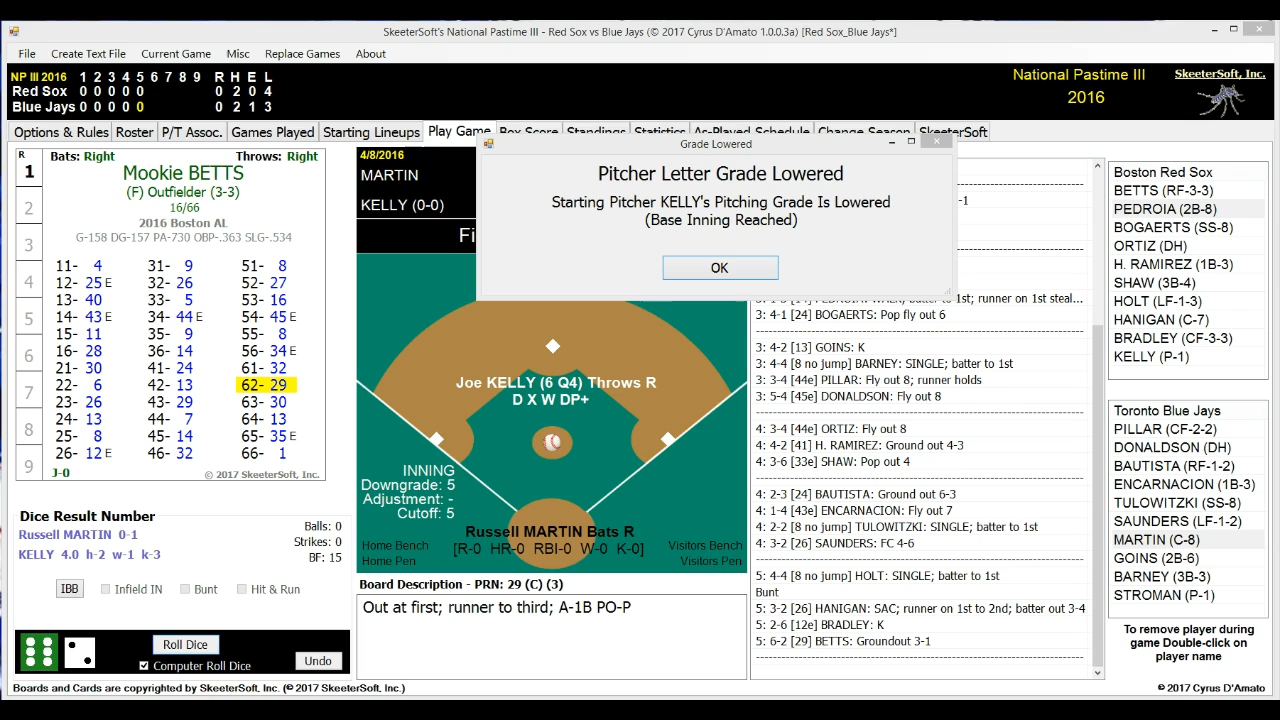 SkeeterSoft's National Pastime III - Red Sox vs Blue Jays (© 2017 Cyrus D'Amato 1.0.0.3a) [Red Sox_Blue Jays*]
File Create Text File Current Game Misc Replace Games About
NP III 2016 1 2 3 4 5 6 7 8 9 R H E L
Red Sox 0 0 0 0 0 0 2 0 4
Blue Jays 0 0 0 0 0 0 2 1 3
National Pastime III
2016
SkeeterSoft, Inc.
Options & Rules Roster P/T Assoc. Games Played Starting Lineups Play Game Box Score Standings Statistics As-Played Schedule Change Season SkeeterSoft
R
1
2
3
4
5
6
7
8
9
Bats: Right Throws: Right
Mookie BETTS
(F) Outfielder (3-3)
16/66
2016 Boston AL
G-158 DG-157 PA-730 OBP-.363 SLG-.534
11- 4 31- 9 51- 8
12- 25 E 32- 26 52- 27
13- 40 33- 5 53- 16
14- 43 E 34- 44 E 54- 45 E
15- 11 35- 9 55- 8
16- 28 36- 14 56- 34 E
21- 30 41- 24 61- 32
22- 6 42- 13 62- 29
23- 26 43- 29 63- 30
24- 13 44- 7 64- 13
25- 8 45- 14 65- 35 E
26- 12 E 46- 32 66- 1
J-0 © 2017 SkeeterSoft, Inc.
Dice Result Number
Russell MARTIN 0-1
KELLY 4.0 h-2 w-1 k-3
Balls: 0
Strikes: 0
BF: 15
IBB Infield IN Bunt Hit & Run
Roll Dice
Computer Roll Dice
Undo
Boards and Cards are copyrighted by SkeeterSoft, Inc. (© 2017 SkeeterSoft, Inc.)
4/8/2016
MARTIN
KELLY (0-0)
Fi
Grade Lowered
Pitcher Letter Grade Lowered
Starting Pitcher KELLY's Pitching Grade Is Lowered
(Base Inning Reached)
OK
Joe KELLY (6 Q4) Throws R
D X W DP+
INNING
Downgrade: 5
Adjustment: -
Cutoff: 5
Russell MARTIN Bats R
[R-0 HR-0 RBI-0 W-0 K-0]
Home Bench
Home Pen
Visitors Bench
Visitors Pen
Board Description - PRN: 29 (C) (3)
Out at first; runner to third; A-1B PO-P
-1
3: 4-1 [24] BOGAERTS: Pop fly out 6
3: 4-2 [13] GOINS: K
3: 4-4 [8 no jump] BARNEY: SINGLE; batter to 1st
3: 3-4 [44e] PILLAR: Fly out 8; runner holds
3: 5-4 [45e] DONALDSON: Fly out 8
4: 3-4 [44e] ORTIZ: Fly out 8
4: 4-2 [41] H. RAMIREZ: Ground out 4-3
4: 3-6 [33e] SHAW: Pop out 4
4: 2-3 [24] BAUTISTA: Ground out 6-3
4: 1-4 [43e] ENCARNACION: Fly out 7
4: 2-2 [8 no jump] TULOWITZKI: SINGLE; batter to 1st
4: 3-2 [26] SAUNDERS: FC 4-6
5: 4-4 [8 no jump] HOLT: SINGLE; batter to 1st
Bunt
5: 3-2 [26] HANIGAN: SAC; runner on 1st to 2nd; batter out 3-4
5: 2-6 [12e] BRADLEY: K
5: 6-2 [29] BETTS: Groundout 3-1
Boston Red Sox
BETTS (RF-3-3)
PEDROIA (2B-8)
BOGAERTS (SS-8)
ORTIZ (DH)
H. RAMIREZ (1B-3)
SHAW (3B-4)
HOLT (LF-1-3)
HANIGAN (C-7)
BRADLEY (CF-3-3)
KELLY (P-1)
Toronto Blue Jays
PILLAR (CF-2-2)
DONALDSON (DH)
BAUTISTA (RF-1-2)
ENCARNACION (1B-3)
TULOWITZKI (SS-8)
SAUNDERS (LF-1-2)
MARTIN (C-8)
GOINS (2B-6)
BARNEY (3B-3)
STROMAN (P-1)
To remove player during
game Double-click on
player name
© 2017 Cyrus D'Amato